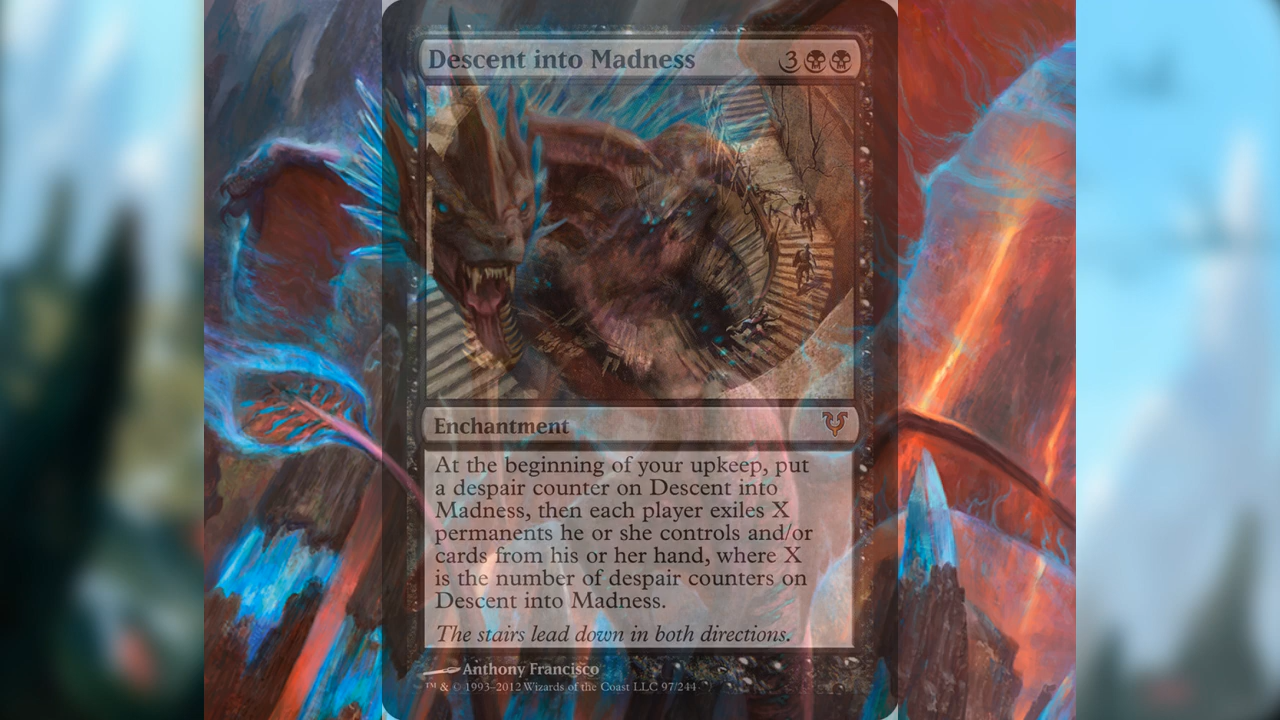 Descent into Madness 3
Enchantment
At the beginning of your upkeep, put
a despair counter on Descent into
Madness, then each player exiles X
permanents he or she controls and/or
cards from his or her hand, where X
is the number of despair counters on
Descent into Madness.
The stairs lead down in both directions.
Anthony Francisco
™ & © 1993–2012 Wizards of the Coast LLC 97/244